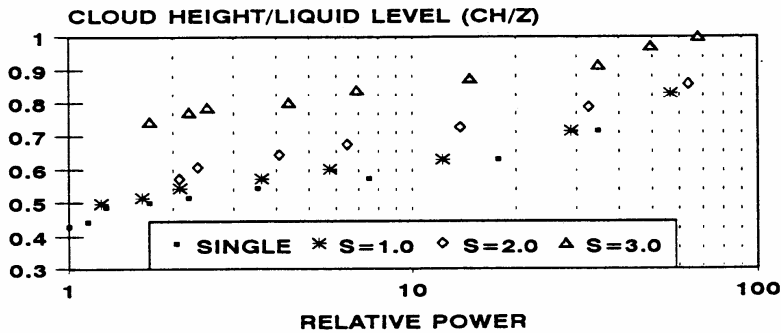 CLOUD HEIGHT/LIQUID LEVEL (CH/Z)
1
0.9
0.8
0.7
0.6
0.5
0.4
0.3
SINGLE S=1.0 S=2.0 S=3.0
1 10 100
RELATIVE POWER